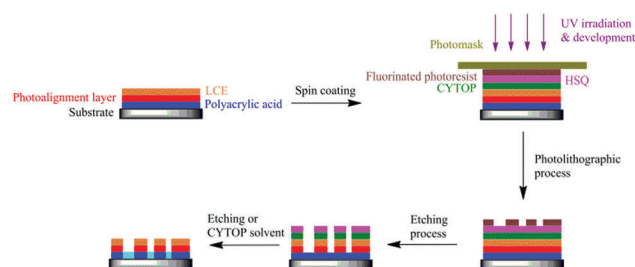 UV irradiation
& development
Photomask
Fluorinated photoresist
CYTOP
HSQ
LCE
Photoalignment layer
Polyacrylic acid
Substrate
Spin coating
Photolithographic
process
Etching or
CYTOP solvent
Etching
process